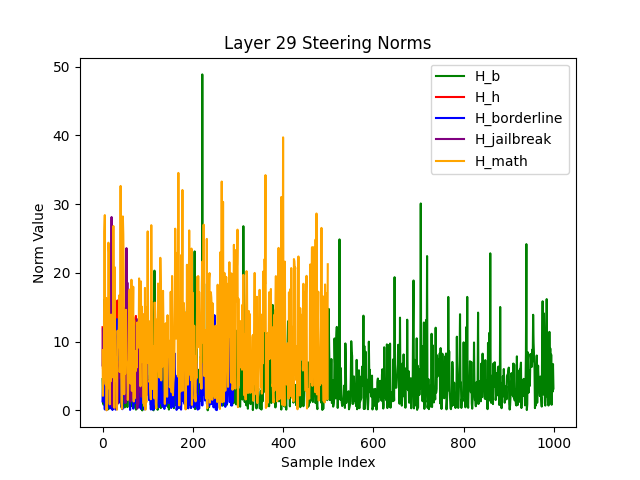 Layer 29 Steering Norms
50
40
30
20
10
0
Norm Value
H_b
H_h
H_borderline
H_jailbreak
H_math
0 200 400 600 800 1000
Sample Index